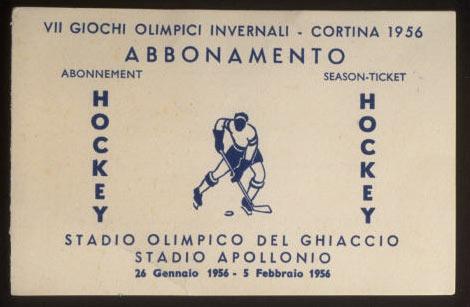 VII GIOCHI OLIMPICI INVERNALI - CORTINA 1956
ABBONAMENTO
ABONNEMENT
SEASON-TICKET
HOCKEY
HOCKEY
STADIO OLIMPICO DEL GHIACCIO
STADIO APOLLONIO
26 Gennaio 1956 - 5 Febbraio 1956